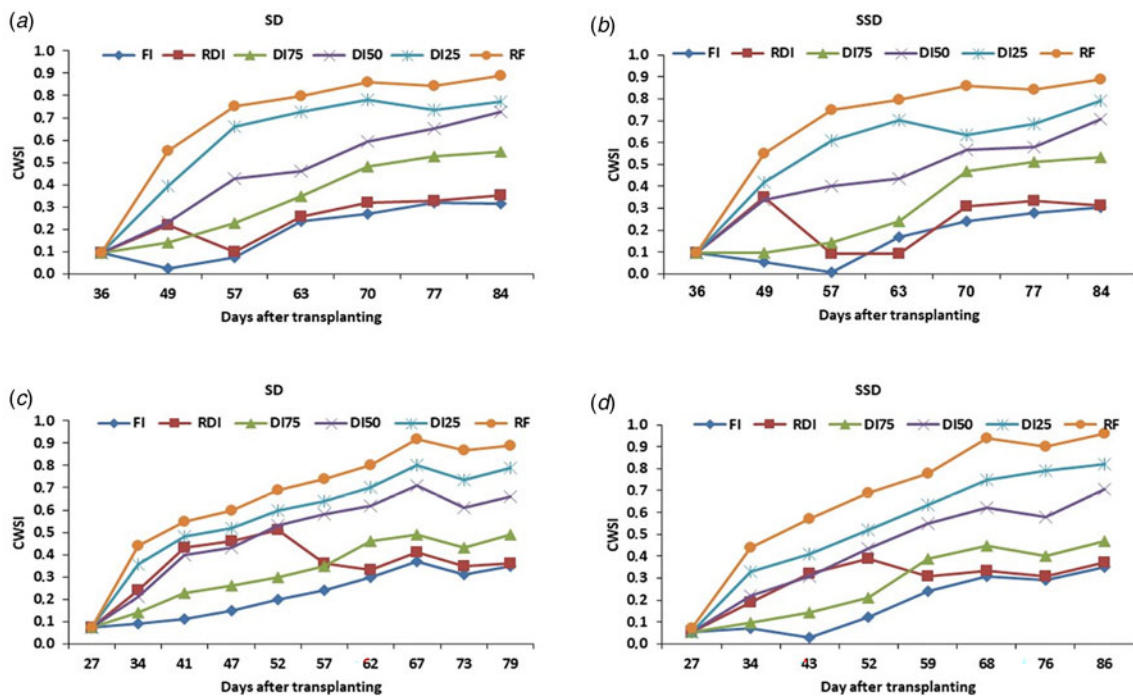 (a)
SD
FI RDI DI75 DI50 DI25 RF
1.0
0.9
0.8
0.7
0.6
0.5
0.4
0.3
0.2
0.1
0.0
CWSI
36 49 57 63 70 77 84
Days after transplanting
(b)
SSD
FI RDI DI75 DI50 DI25 RF
1.0
0.9
0.8
0.7
0.6
0.5
0.4
0.3
0.2
0.1
0.0
CWSI
36 49 57 63 70 77 84
Days after transplanting
(c)
SD
FI RDI DI75 DI50 DI25 RF
1.0
0.9
0.8
0.7
0.6
0.5
0.4
0.3
0.2
0.1
0.0
CWSI
27 34 41 47 52 57 62 67 73 79
Days after transplanting
(d)
SSD
FI RDI DI75 DI50 DI25 RF
1.0
0.9
0.8
0.7
0.6
0.5
0.4
0.3
0.2
0.1
0.0
CWSI
27 34 43 52 59 68 76 86
Day after transplanting